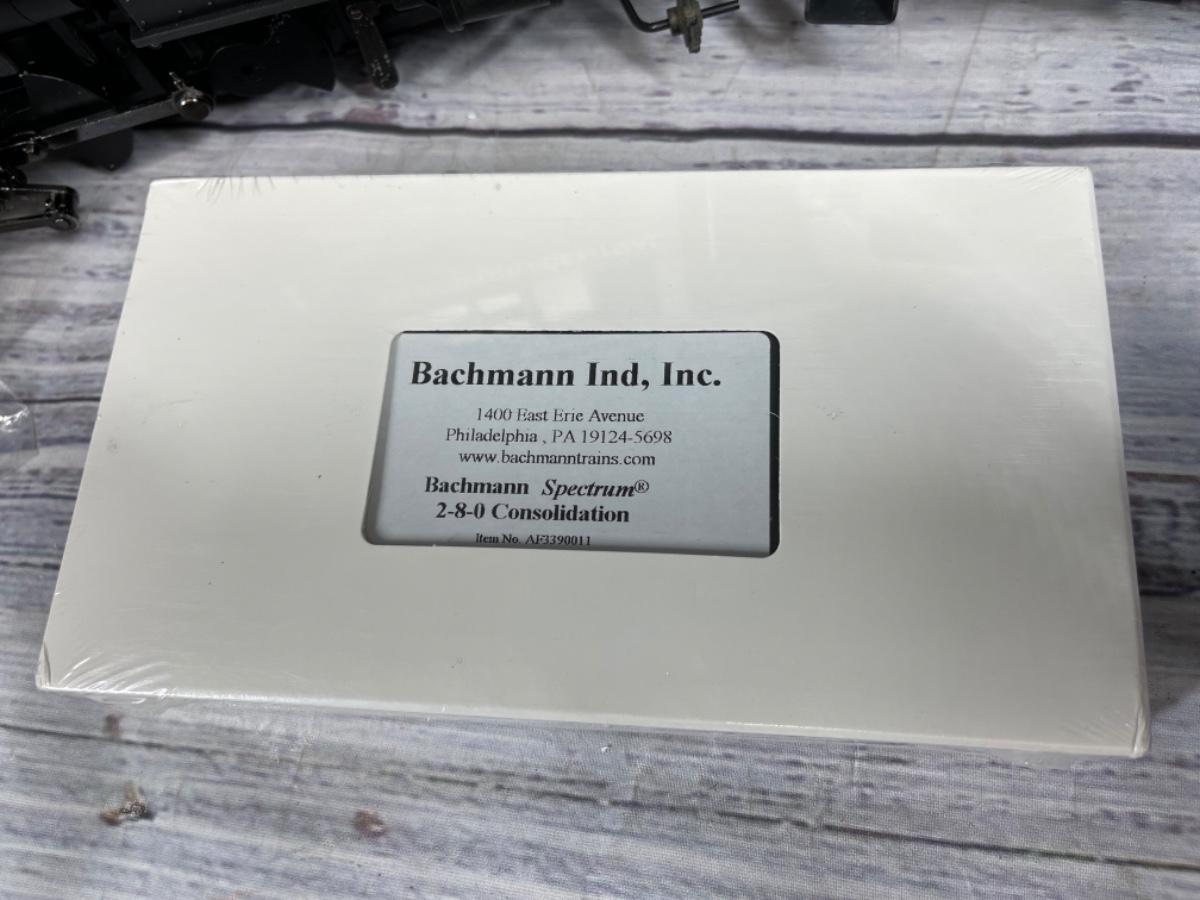 Bachmann Ind, Inc.
1400 East Erie Avenue
Philadelphia , PA 19124-5698
www.bachmanntrains.com
Bachmann Spectrum®
2-8-0 Consolidation
Item No. AF3390011